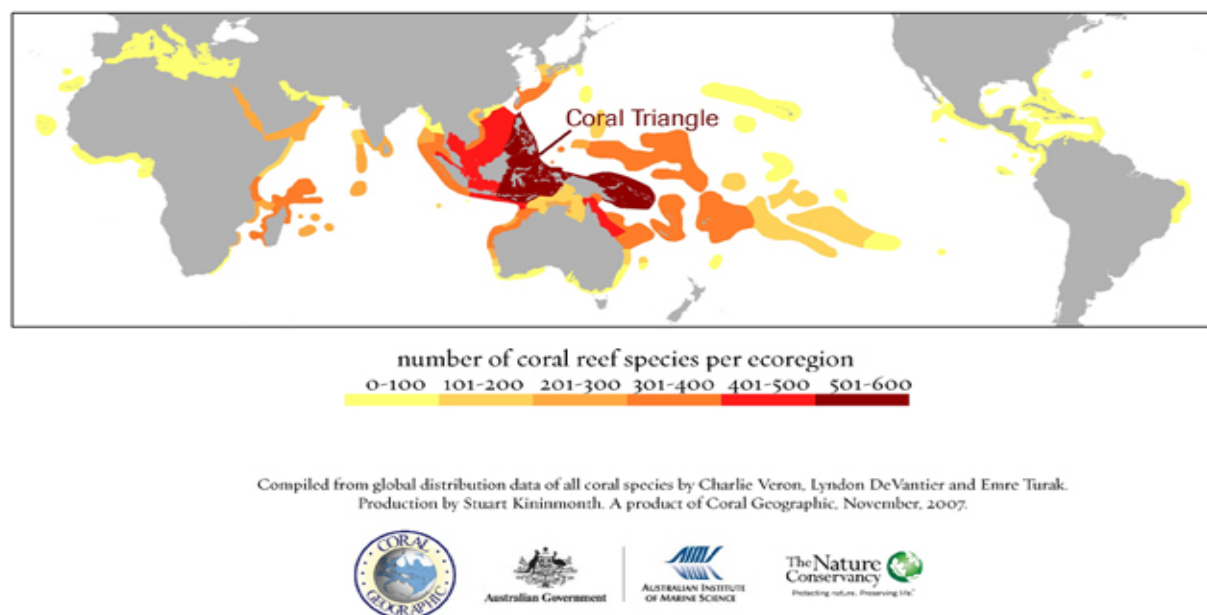 Coral Triangle
number of coral reef species per ecoregion
0-100 101-200 201-300 301-400 401-500 501-600
Compiled from global distribution data of all coral species by Charlie Veron, Lyndon DeVantier and Emre Turak.
Production by Stuart Kininmonth. A product of Coral Geographic, November, 2007.
CORAL
GEOGRAPHIC
Australian Government
AIMS
AUSTRALIAN INSTITUTE
OF MARINE SCIENCE
The Nature
Conservancy
Protecting nature. Preserving life.™